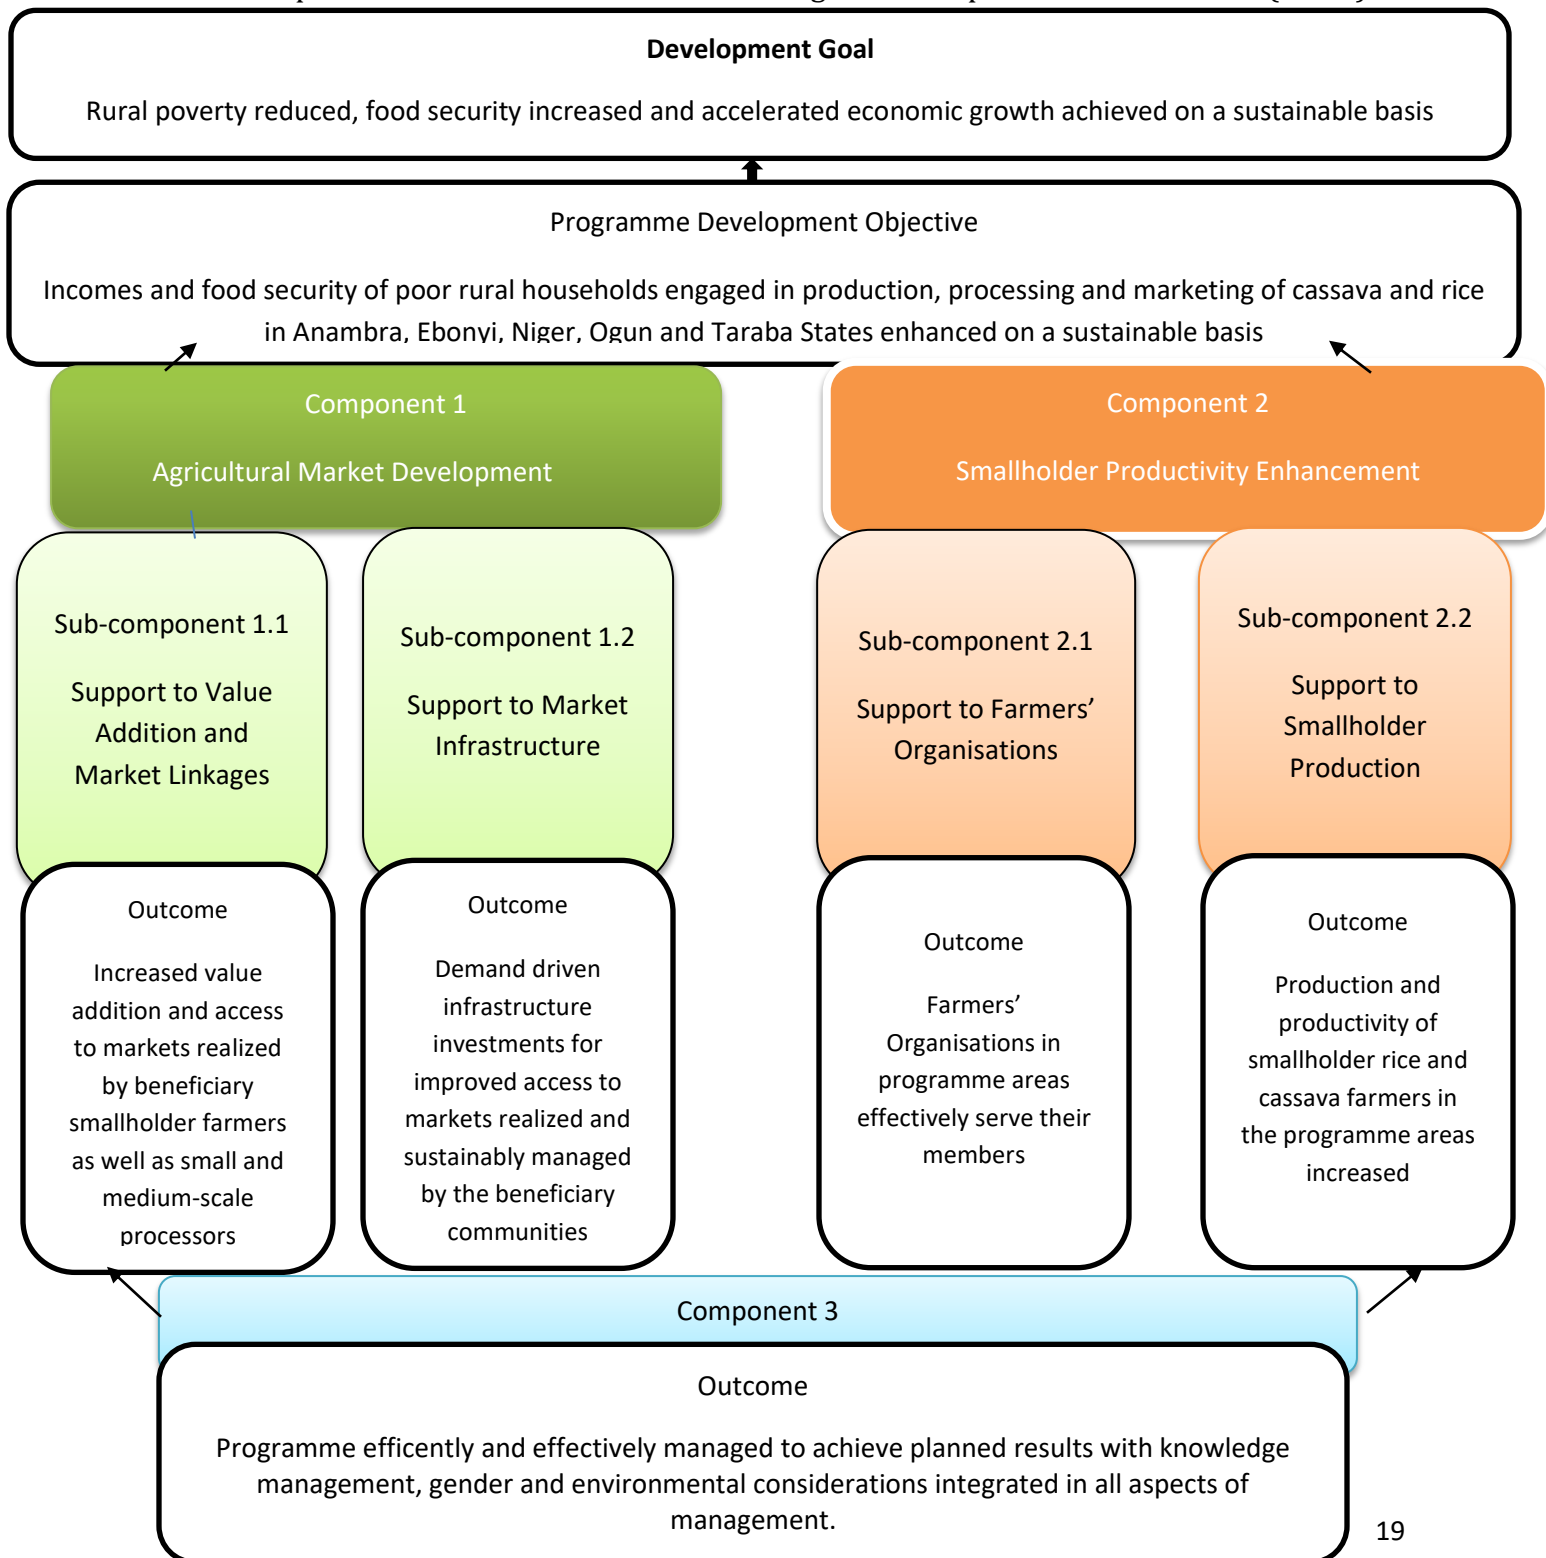 Development Goal
Rural poverty reduced, food security increased and accelerated economic growth achieved on a sustainable basis
Programme Development Objective
Incomes and food security of poor rural households engaged in production, processing and marketing of cassava and rice
in Anambra, Ebonyi, Niger, Ogun and Taraba States enhanced on a sustainable basis
Component 1
Agricultural Market Development
Component 2
Smallholder Productivity Enhancement
Sub-component 1.1
Support to Value
Addition and
Market Linkages
Sub-component 1.2
Support to Market
Infrastructure
Sub-component 2.1
Support to Farmers’
Organisations
Sub-component 2.2
Support to
Smallholder
Production
Outcome
Increased value
addition and access
to markets realized
by beneficiary
smallholder farmers
as well as small and
medium-scale
processors
Outcome
Demand driven
infrastructure
investments for
improved access to
markets realized and
sustainably managed
by the beneficiary
communities
Outcome
Farmers’
Organisations in
programme areas
effectively serve their
members
Outcome
Production and
productivity of
smallholder rice and
cassava farmers in
the programme areas
increased
Component 3
Outcome
Programme efficently and effectively managed to achieve planned results with knowledge
management, gender and environmental considerations integrated in all aspects of
management.
19